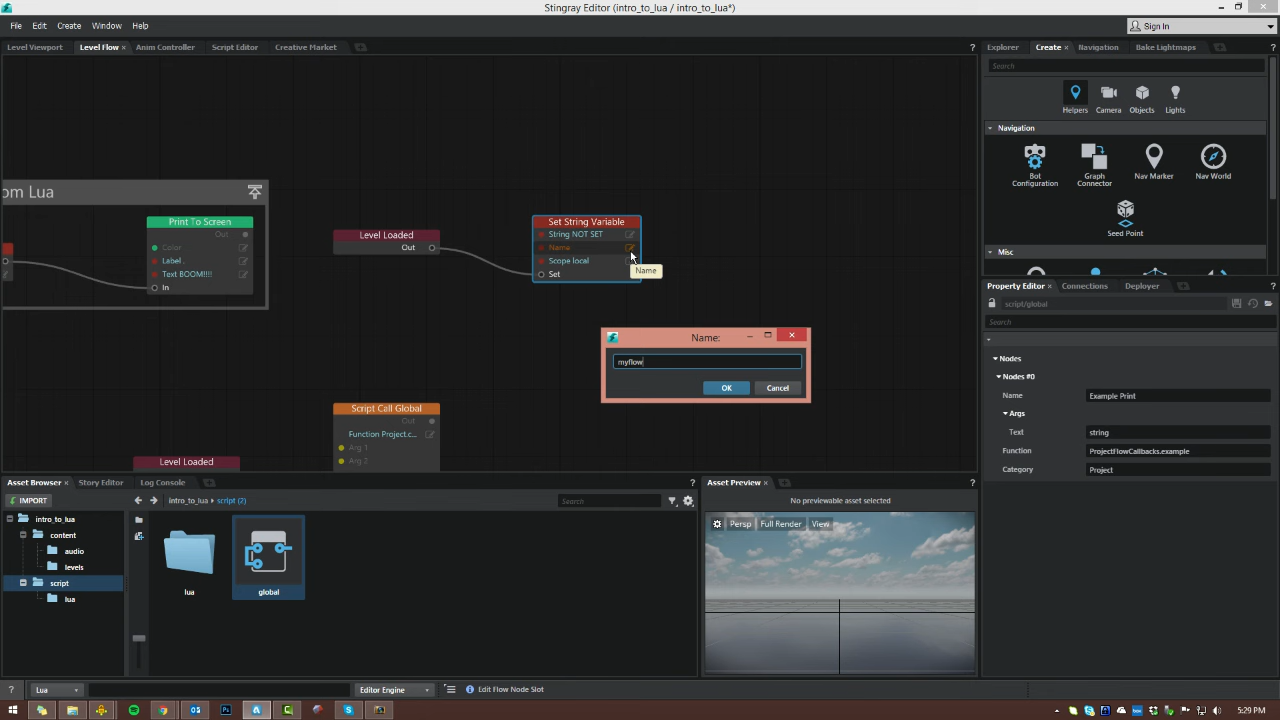 Stingray Editor (intro_to_lua / intro_to_lua*)
File Edit Create Window Help
Sign In
Level Viewport Level Flow × Anim Controller Script Editor Creative Market
?
Explorer Create × Navigation Bake Lightmaps
?
Search
Helpers Camera Objects Lights
Navigation
Bot Configuration
Graph Connector
Nav Marker
Nav World
Seed Point
Misc
om Lua
Print To Screen
Out
Color
Label .
Text BOOM!!!!
In
Level Loaded
Out
Set String Variable
String NOT SET
Name
Scope local
Set
Name
Name:
myflow
OK Cancel
Script Call Global
Out
Function Project.c...
Arg 1
Arg 2
Level Loaded
Property Editor × Connections Deployer
?
script/global
Search
Nodes
Nodes #0
Name Example Print
Args
Text string
Function ProjectFlowCallbacks.example
Category Project
Asset Browser × Story Editor Log Console
?
IMPORT
intro_to_lua ▸ script (2)
Search
intro_to_lua
content
audio
levels
script
lua
lua
global
Asset Preview ×
?
No previewable asset selected
Persp Full Render View
? Lua Editor Engine Edit Flow Node Slot
5:29 PM